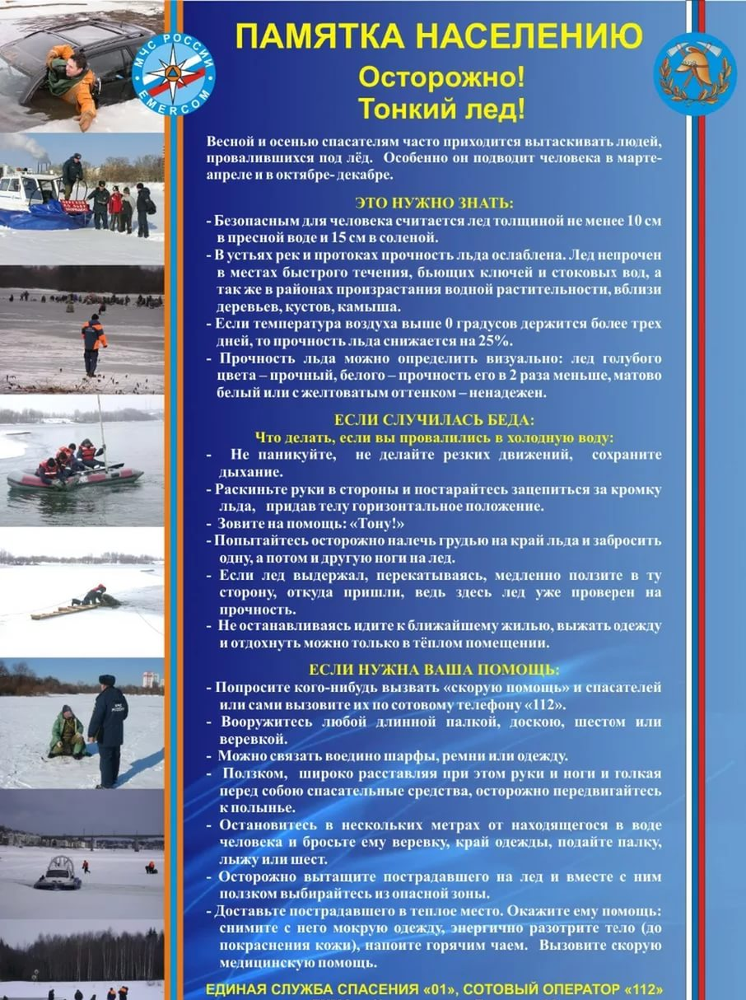 МЧС РОССИИ
EMERCOM
ПАМЯТКА НАСЕЛЕНИЮ
Осторожно!
Тонкий лед!
Весной и осенью спасателям часто приходится вытаскивать людей,
провалившихся под лёд. Особенно он подводит человека в марте-
апреле и в октябре- декабре.
ЭТО НУЖНО ЗНАТЬ:
- Безопасным для человека считается лед толщиной не менее 10 см
в пресной воде и 15 см в соленой.
- В устьях рек и протоках прочность льда ослаблена. Лед непрочен
в местах быстрого течения, бьющих ключей и стоковых вод, а
так же в районах произрастания водной растительности, вблизи
деревьев, кустов, камыша.
- Если температура воздуха выше 0 градусов держится более трех
дней, то прочность льда снижается на 25%.
- Прочность льда можно определить визуально: лед голубого
цвета – прочный, белого – прочность его в 2 раза меньше, матово
белый или с желтоватым оттенком – ненадежен.
ЕСЛИ СЛУЧИЛАСЬ БЕДА:
Что делать, если вы провалились в холодную воду:
- Не паникуйте, не делайте резких движений, сохраните
дыхание.
- Раскиньте руки в стороны и постарайтесь зацепиться за кромку
льда, придав телу горизонтальное положение.
- Зовите на помощь: «Тону!»
- Попытайтесь осторожно налечь грудью на край льда и забросить
одну, а потом и другую ноги на лед.
- Если лед выдержал, перекатываясь, медленно ползите в ту
сторону, откуда пришли, ведь здесь лед уже проверен на
прочность.
- Не останавливаясь идите к ближайшему жилью, выжать одежду
и отдохнуть можно только в тёплом помещении.
ЕСЛИ НУЖНА ВАША ПОМОЩЬ:
- Попросите кого-нибудь вызвать «скорую помощь» и спасателей
или сами вызовите их по сотовому телефону «112».
- Вооружитесь любой длинной палкой, доскою, шестом или
веревкой.
- Можно связать воедино шарфы, ремни или одежду.
- Ползком, широко расставляя при этом руки и ноги и толкая
перед собою спасательные средства, осторожно передвигайтесь
к полынье.
- Остановитесь в нескольких метрах от находящегося в воде
человека и бросьте ему веревку, край одежды, подайте палку,
лыжу или шест.
- Осторожно вытащите пострадавшего на лед и вместе с ним
ползком выбирайтесь из опасной зоны.
- Доставьте пострадавшего в теплое место. Окажите ему помощь:
снимите с него мокрую одежду, энергично разотрите тело (до
покраснения кожи), напоите горячим чаем. Вызовите скорую
медицинскую помощь.
ЕДИНАЯ СЛУЖБА СПАСЕНИЯ «01», СОТОВЫЙ ОПЕРАТОР «112»